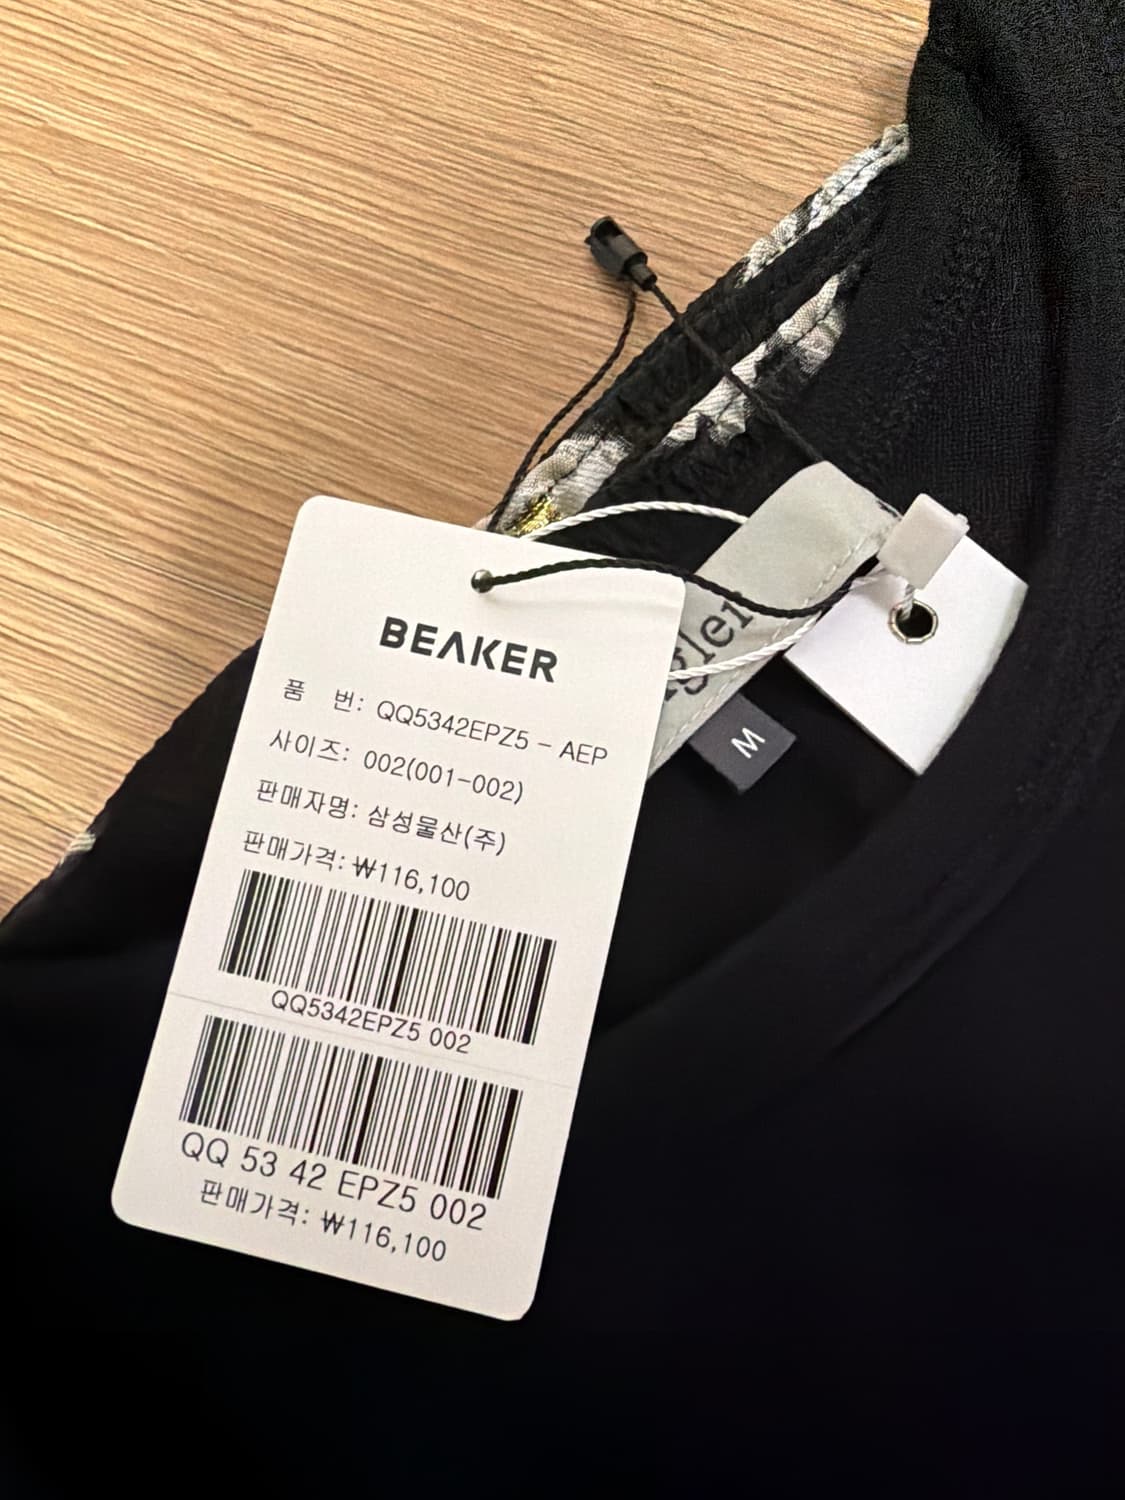 BEAKER
품 번: QQ5342EPZ5 - AEP
사이즈: 002(001-002)
판매자명: 삼성물산(주)
판매가격: ₩116,100
QQ5342EPZ5 002
QQ 53 42 EPZ5 002
판매가격: ₩116,100
M